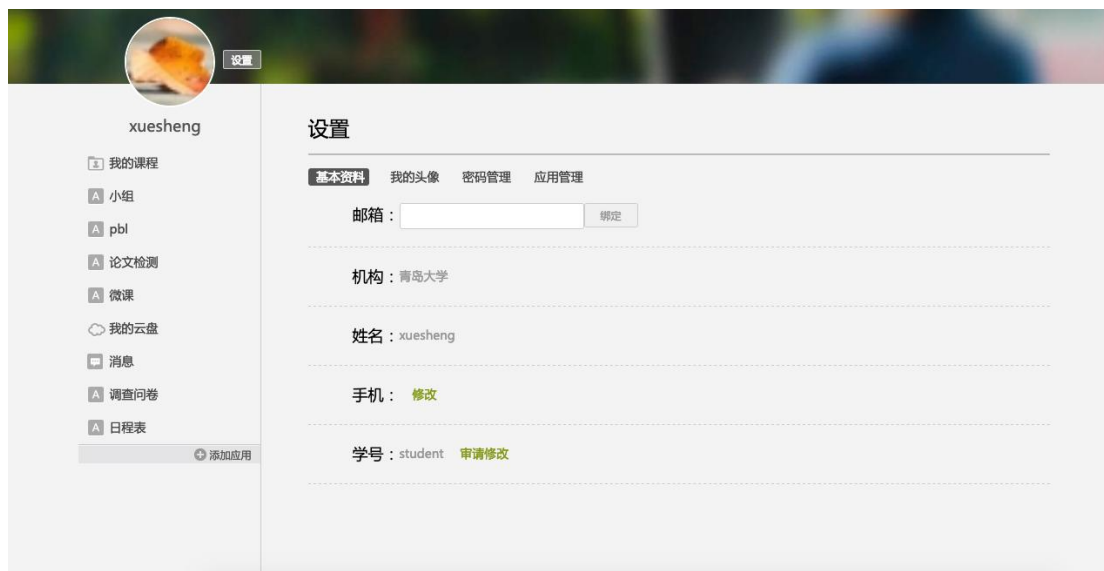 设置
xuesheng
我的课程
小组
pbl
论文检测
微课
我的云盘
消息
调查问卷
日程表
添加应用
设置
基本资料 我的头像 密码管理 应用管理
邮箱： 绑定
机构：青岛大学
姓名：xuesheng
手机： 修改
学号：student 审请修改